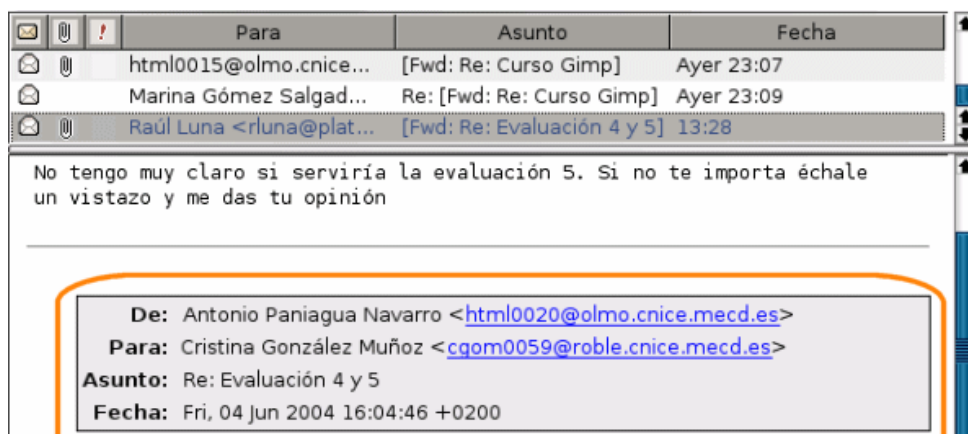 ! Para Asunto Fecha
html0015@olmo.cnice... [Fwd: Re: Curso Gimp] Ayer 23:07
Marina Gómez Salgad... Re: [Fwd: Re: Curso Gimp] Ayer 23:09
Raúl Luna <rluna@plat... [Fwd: Re: Evaluación 4 y 5] 13:28
No tengo muy claro si serviría la evaluación 5. Si no te importa échale
un vistazo y me das tu opinión
De: Antonio Paniagua Navarro <html0020@olmo.cnice.mecd.es>
Para: Cristina González Muñoz <cgom0059@roble.cnice.mecd.es>
Asunto: Re: Evaluación 4 y 5
Fecha: Fri, 04 Jun 2004 16:04:46 +0200